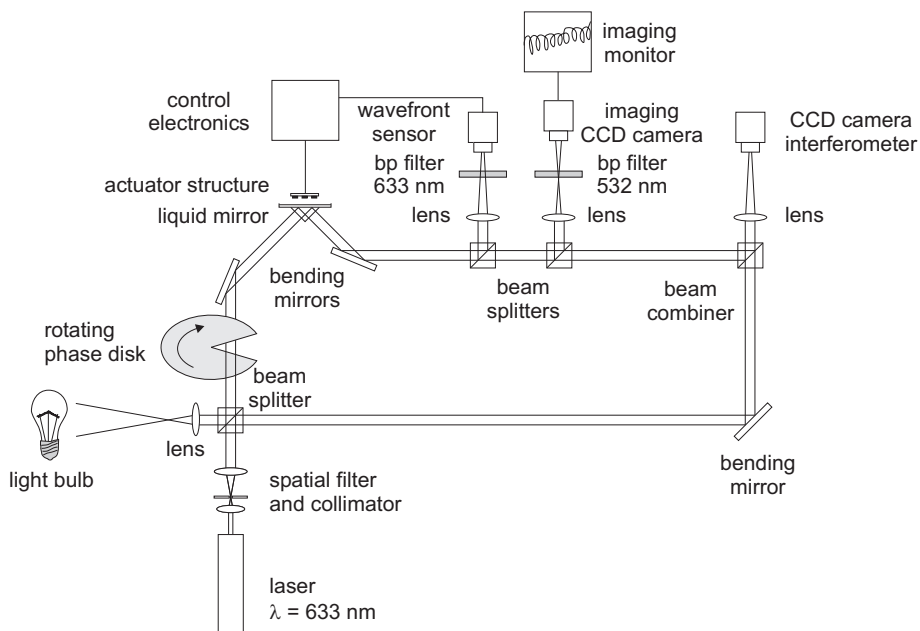 imaging
monitor
control
electronics
wavefront
sensor
imaging
CCD camera
CCD camera
interferometer
bp filter
633 nm
bp filter
532 nm
actuator structure
liquid mirror
lens
lens
lens
bending
mirrors
beam
splitters
beam
combiner
rotating
phase disk
beam
splitter
lens
light bulb
bending
mirror
spatial filter
and collimator
laser
λ = 633 nm